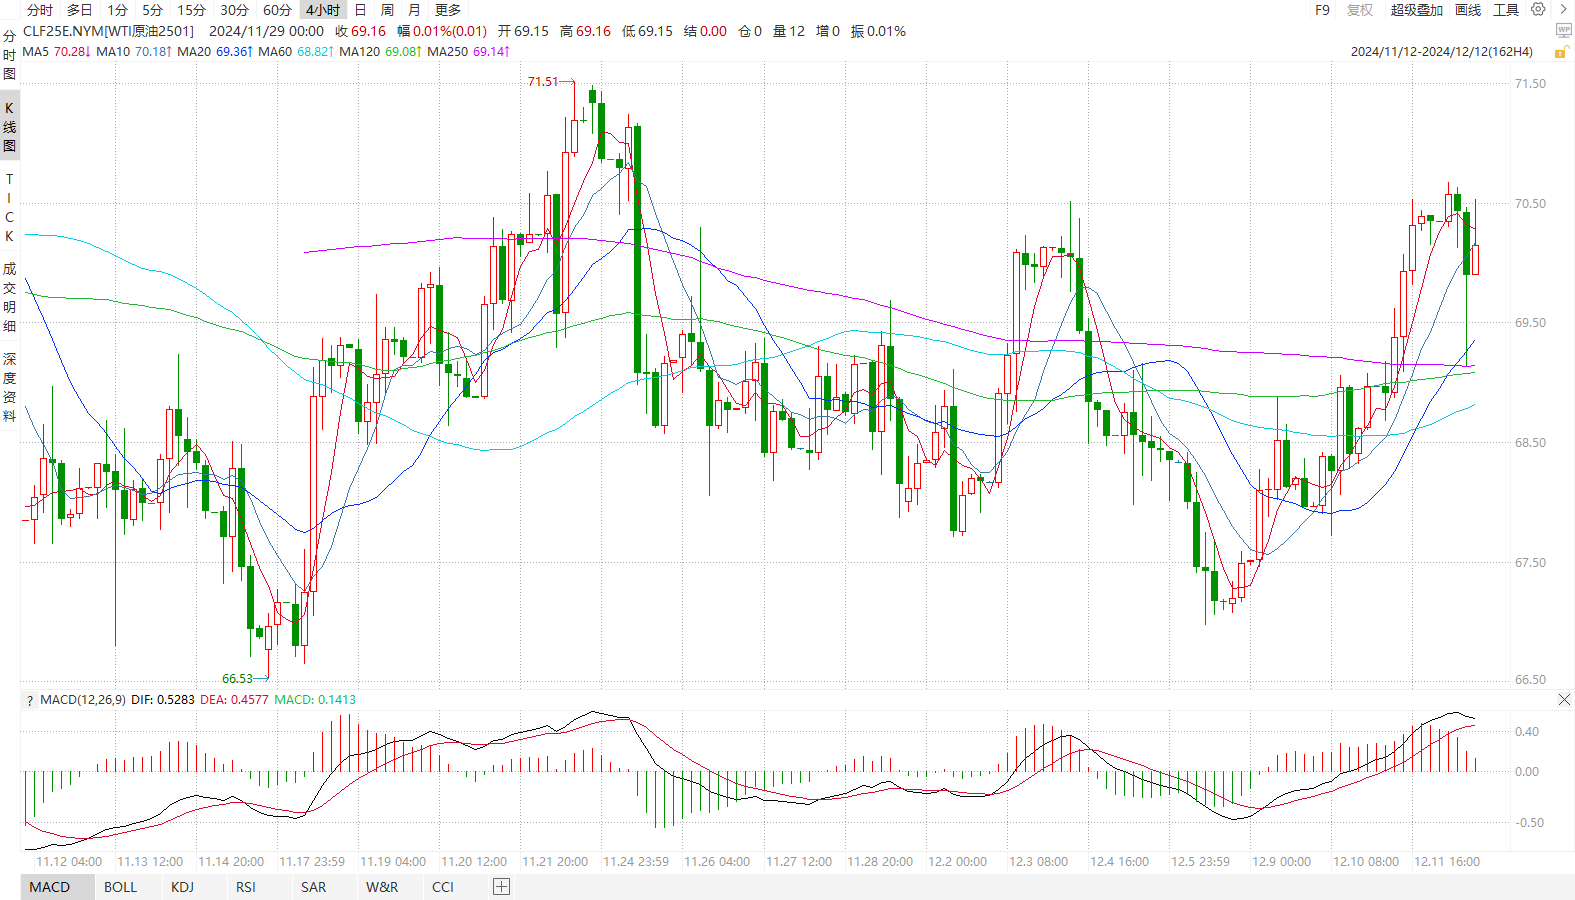 分时 多日 1分 5分 15分 30分 60分 4小时 日 周 月 更多 F9 复权 超级叠加 画线 工具
CLF25E.NYM[WTI原油2501] 2024/11/29 00:00 收69.16 幅0.01%(0.01) 开69.15 高69.16 低69.15 结0.00 仓0 量12 增0 振0.01%
WP
MA5 70.28↓ MA10 70.18↑ MA20 69.36↑ MA60 68.82↑ MA120 69.08↑ MA250 69.14↑ 2024/11/12-2024/12/12(162H4)
分时图
K线图
TICK
成交明细
深度资料
71.51
71.50
70.50
69.50
68.50
67.50
66.53
66.50
? MACD(12,26,9) DIF: 0.5283 DEA: 0.4577 MACD: 0.1413
0.40
0.00
-0.50
11.12 04:00 11.13 12:00 11.14 20:00 11.17 23:59 11.19 04:00 11.20 12:00 11.21 20:00 11.24 23:59 11.26 04:00 11.27 12:00 11.28 20:00 12.2 00:00 12.3 08:00 12.4 16:00 12.5 23:59 12.9 00:00 12.10 08:00 12.11 16:00
MACD BOLL KDJ RSI SAR W&R CCI